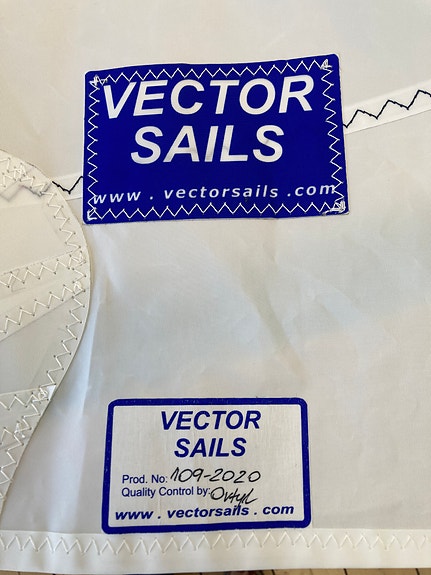 VECTOR
SAILS
www . vectorsails .com
VECTOR
SAILS
Prod. No: 109-2020
Quality Control by:
www . vectorsails . com